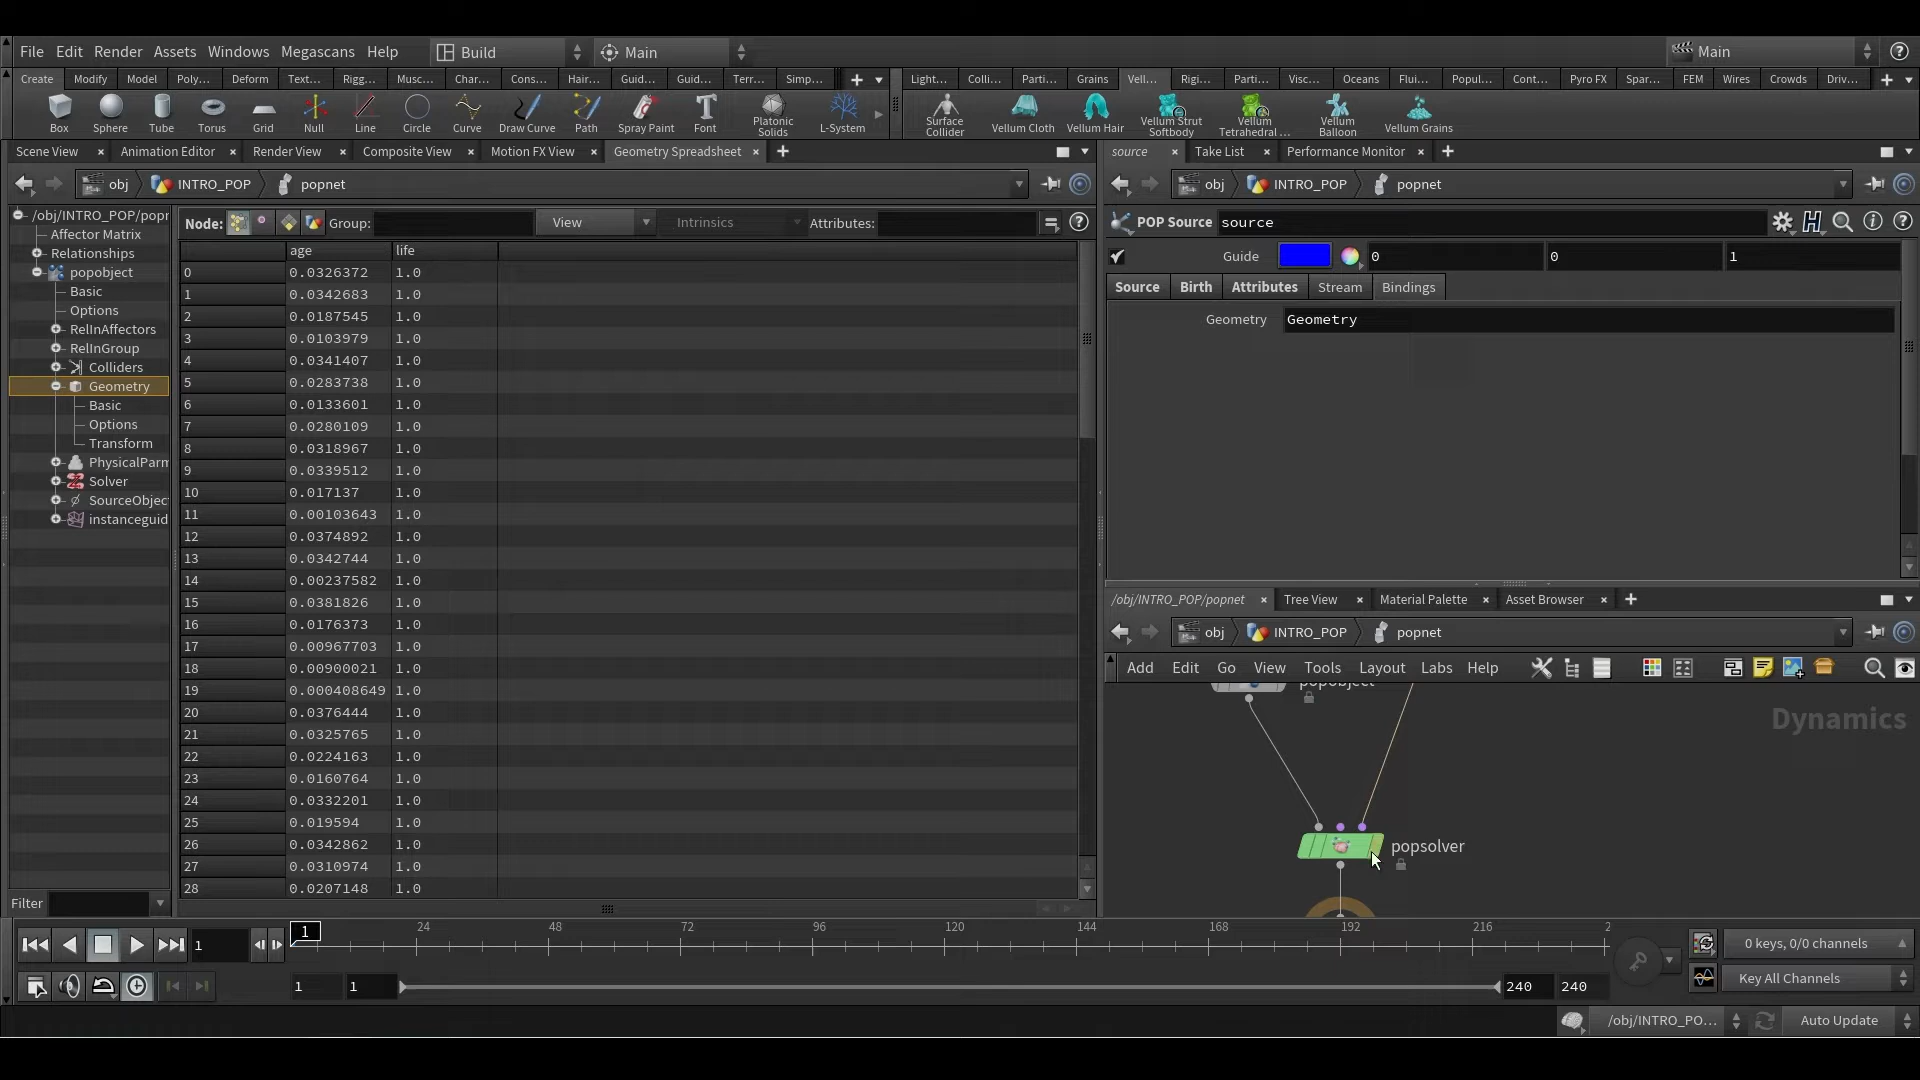 File Edit Render Assets Windows Megascans Help Build Main Main
Create Modify Model Poly... Deform Text... Rigg... Musc... Char... Cons... Hair... Guid... Guid... Terr... Simp... Light... Colli... Parti... Grains Vell... Rigi... Parti... Visc... Oceans Flui... Popul... Cont... Pyro FX Spar... FEM Wires Crowds Driv...
Box Sphere Tube Torus Grid Null Line Circle Curve Draw Curve Path Spray Paint Font Platonic Solids L-System Surface Collider Vellum Cloth Vellum Hair Vellum Strut Softbody Vellum Tetrahedral ... Vellum Balloon Vellum Grains
Scene View Animation Editor Render View Composite View Motion FX View Geometry Spreadsheet source Take List Performance Monitor
obj INTRO_POP popnet obj INTRO_POP popnet
/obj/INTRO_POP/popr
Affector Matrix
Relationships
popobject
Basic
Options
RelInAffectors
RelInGroup
Colliders
Geometry
Basic
Options
Transform
PhysicalParm
Solver
SourceObjec
instanceguid
Filter
Node: Group: View Intrinsics Attributes:
age life
0 0.0326372 1.0
1 0.0342683 1.0
2 0.0187545 1.0
3 0.0103979 1.0
4 0.0341407 1.0
5 0.0283738 1.0
6 0.0133601 1.0
7 0.0280109 1.0
8 0.0318967 1.0
9 0.0339512 1.0
10 0.017137 1.0
11 0.00103643 1.0
12 0.0374892 1.0
13 0.0342744 1.0
14 0.00237582 1.0
15 0.0381826 1.0
16 0.0176373 1.0
17 0.00967703 1.0
18 0.00900021 1.0
19 0.000408649 1.0
20 0.0376444 1.0
21 0.0325765 1.0
22 0.0224163 1.0
23 0.0160764 1.0
24 0.0332201 1.0
25 0.019594 1.0
26 0.0342862 1.0
27 0.0310974 1.0
28 0.0207148 1.0
POP Source source
Guide 0 0 1
Source Birth Attributes Stream Bindings
Geometry Geometry
/obj/INTRO_POP/popnet Tree View Material Palette Asset Browser
obj INTRO_POP popnet
Add Edit Go View Tools Layout Labs Help
popobject
Dynamics
popsolver
1 1 24 48 72 96 120 144 168 192 216 2
0 keys, 0/0 channels
1 1 240 240 Key All Channels
/obj/INTRO_PO... Auto Update